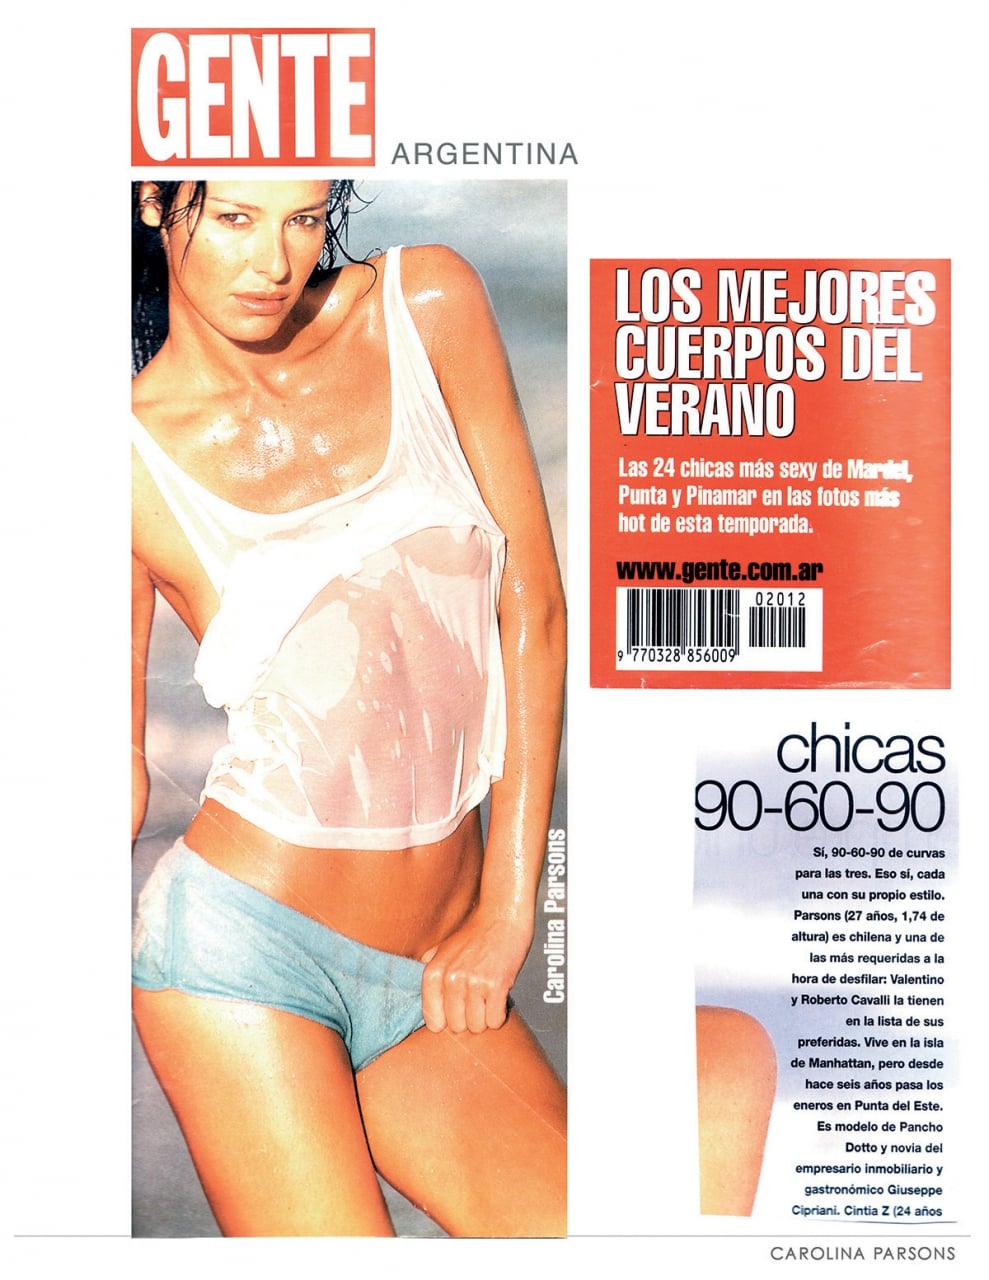 GENTE
ARGENTINA
LOS MEJORES
CUERPOS DEL
VERANO
Las 24 chicas más sexy de Mardel,
Punta y Pinamar en las fotos más
hot de esta temporada.
www.gente.com.ar
02012
9 770328 856009
Carolina Parsons
chicas
90-60-90
Sí, 90-60-90 de curvas
para las tres. Eso sí, cada
una con su propio estilo.
Parsons (27 años, 1,74 de
altura) es chilena y una de
las más requeridas a la
hora de desfilar: Valentino
y Roberto Cavalli la tienen
en la lista de sus
preferidas. Vive en la isla
de Manhattan, pero desde
hace seis años pasa los
eneros en Punta del Este.
Es modelo de Pancho
Dotto y novia del
empresario inmobiliario y
gastronómico Giuseppe
Cipriani. Cintia Z (24 años
CAROLINA PARSONS